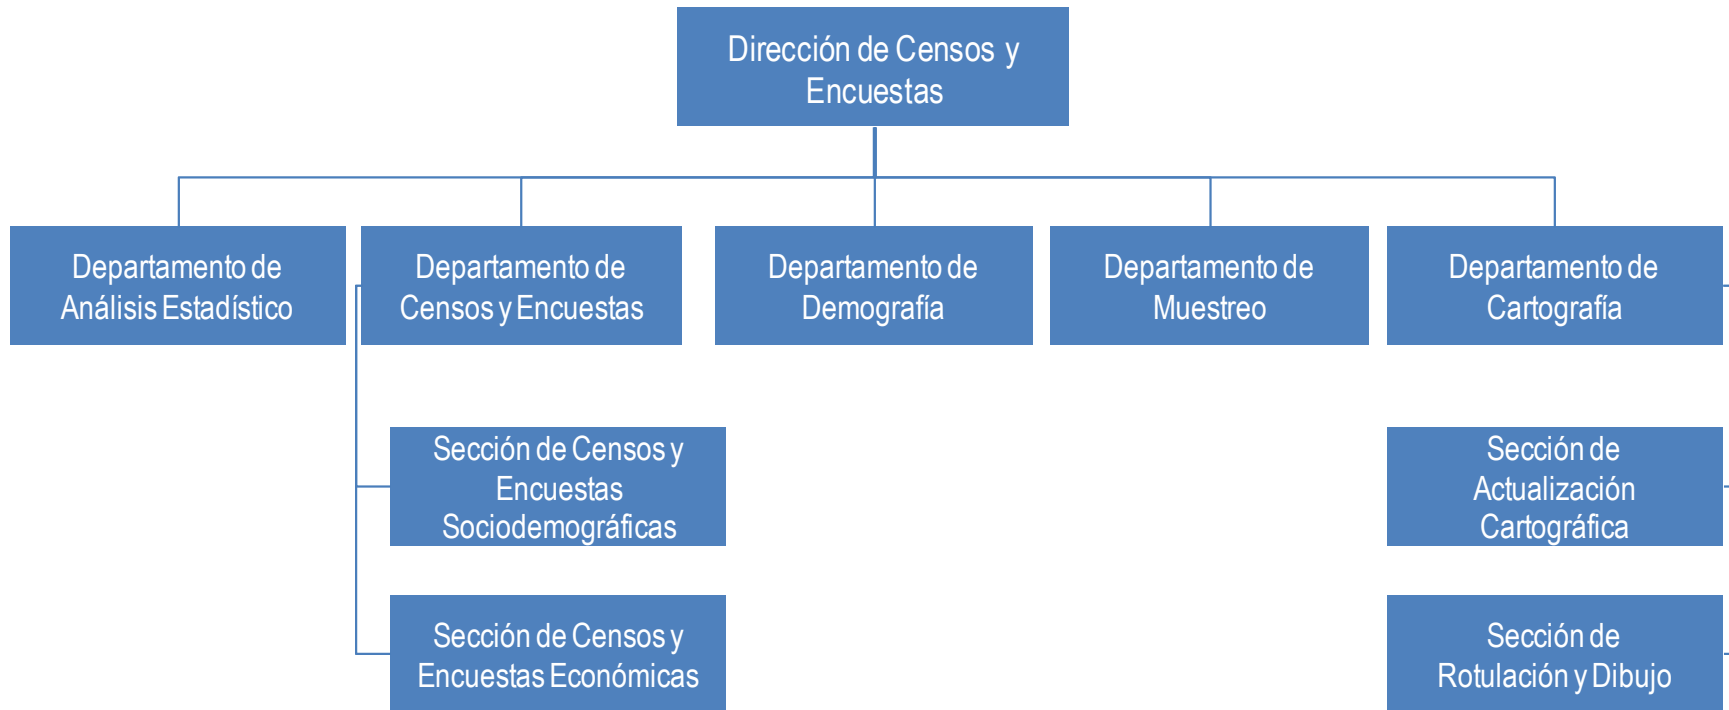 Dirección de Censos y
Encuestas
Departamento de
Análisis Estadístico
Departamento de
Censos y Encuestas
Departamento de
Demografía
Departamento de
Muestreo
Departamento de
Cartografía
Sección de Censos y
Encuestas
Sociodemográficas
Sección de
Actualización
Cartográfica
Sección de Censos y
Encuestas Económicas
Sección de
Rotulación y Dibujo